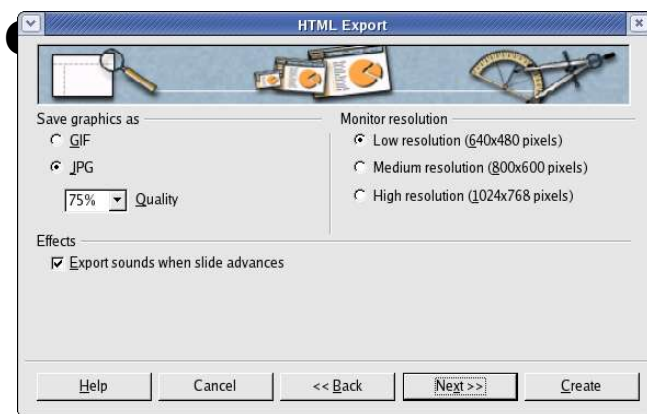 HTML Export
Save graphics as
GIF
JPG
75% Quality
Monitor resolution
Low resolution (640x480 pixels)
Medium resolution (800x600 pixels)
High resolution (1024x768 pixels)
Effects
Export sounds when slide advances
Help Cancel << Back Next >> Create